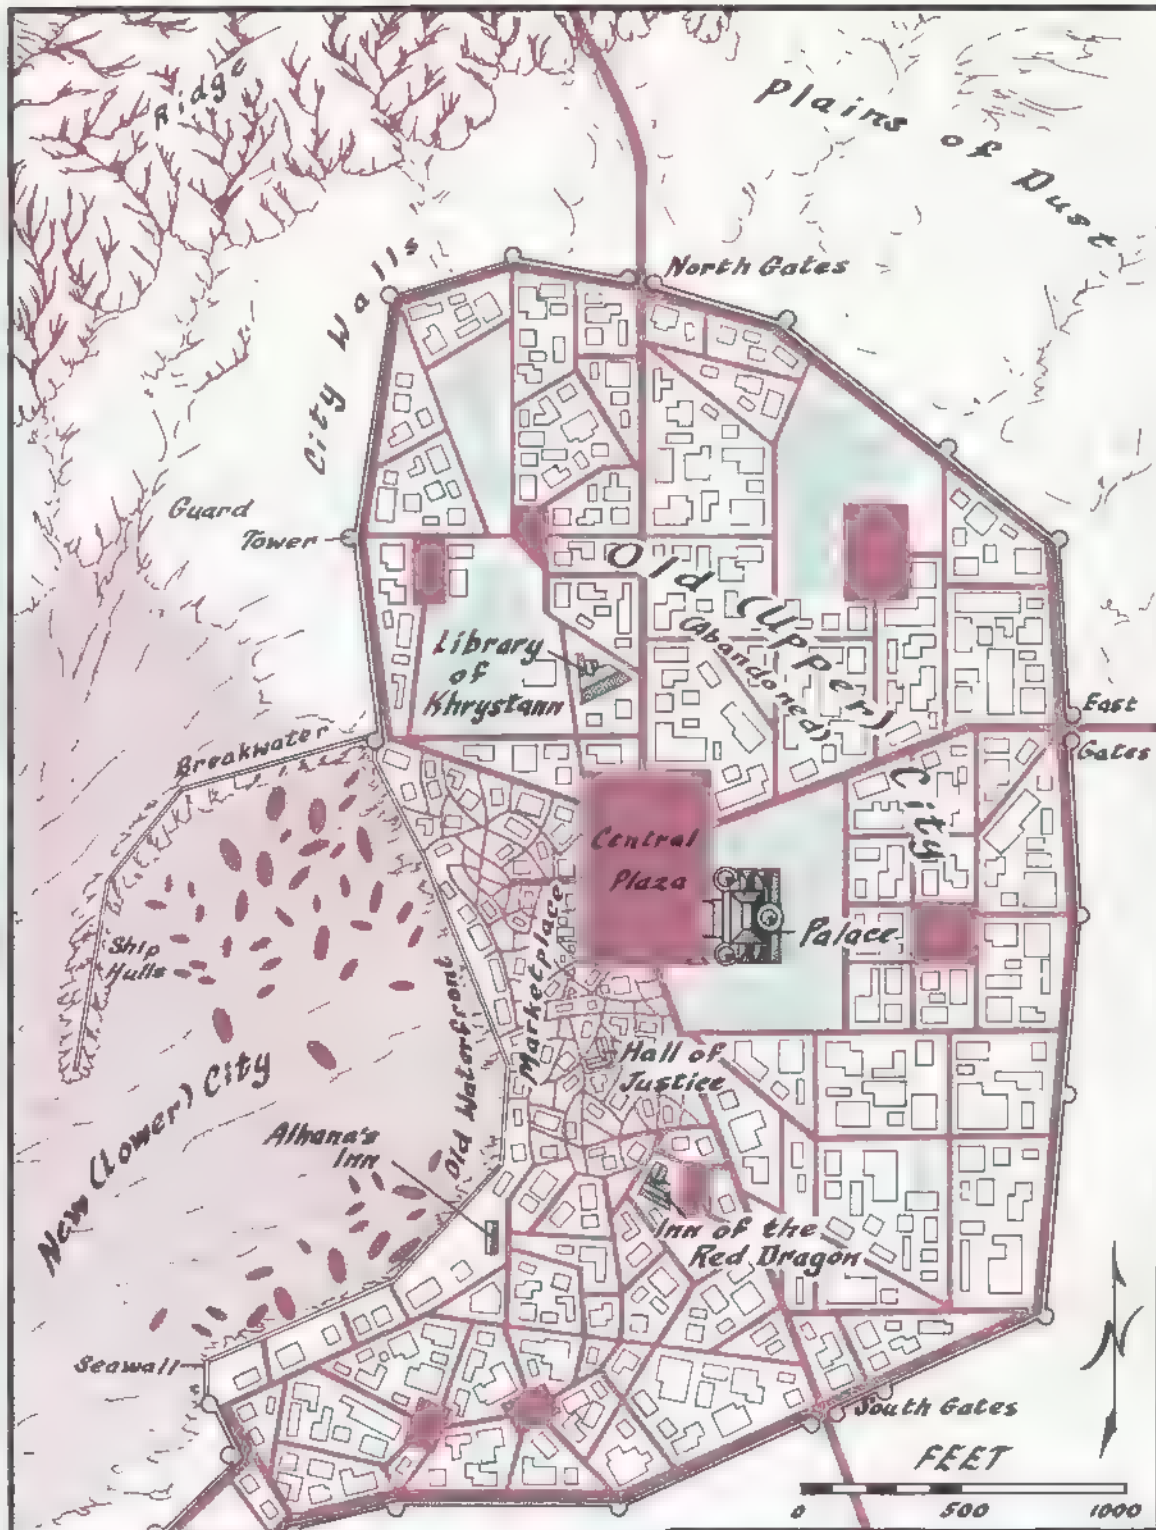 Ridge
Plains of Dust
City Walls
North Gates
Guard
Tower
Old (Upper)
(Abandoned)
City
Library
of
Khrystann
East
Gates
Breakwater
Central
Plaza
Palace
Ship
Hulls
Marketplace
Old Waterfront
New (Lower) City
Hall of
Justice
Alhana's
Inn
Inn of the
Red Dragon
Seawall
South Gates
N
FEET
0 500 1000